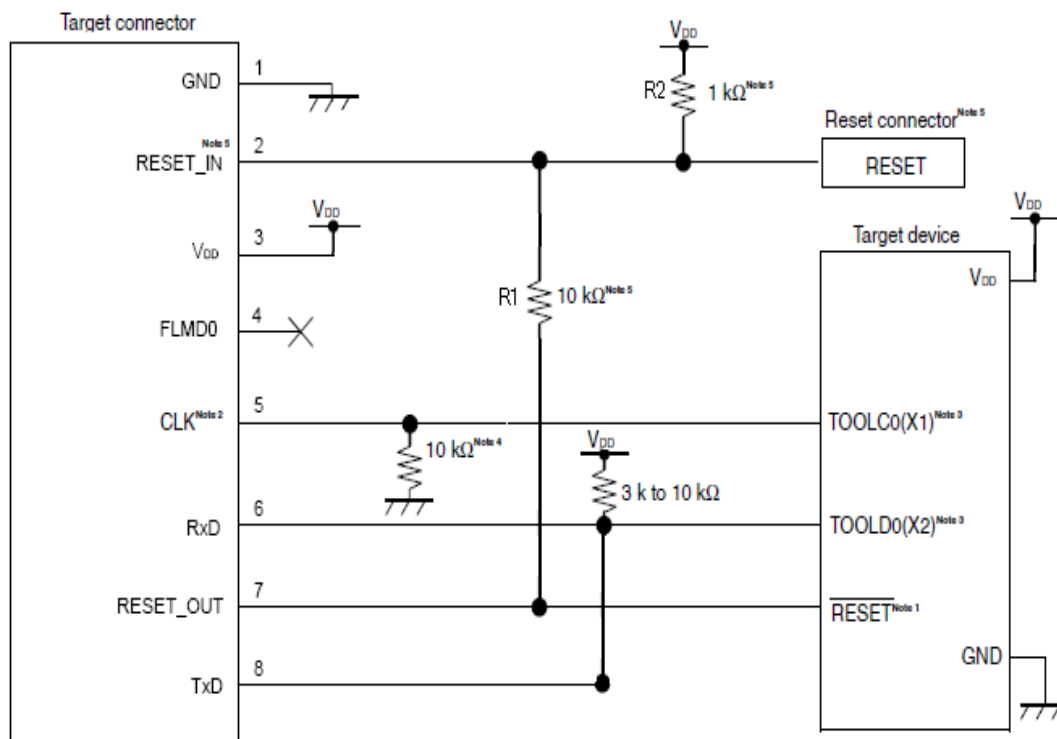 Target connector
GND
1
RESET_IN Note 5
2
VDD
3
VDD
FLMD0
4
CLK Note 2
5
10 kΩ Note 4
RxD
6
RESET_OUT
7
TxD
8
VDD
R2
1 kΩ Note 5
Reset connector Note 5
RESET
R1
10 kΩ Note 5
VDD
3 k to 10 kΩ
VDD
Target device
VDD
TOOLC0(X1) Note 3
TOOLD0(X2) Note 3
RESET Note 1
GND